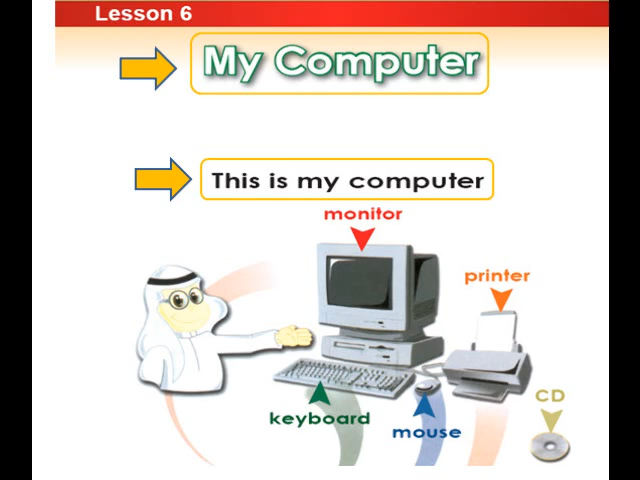 Lesson 6
My Computer
This is my computer
monitor
printer
CD
keyboard
mouse